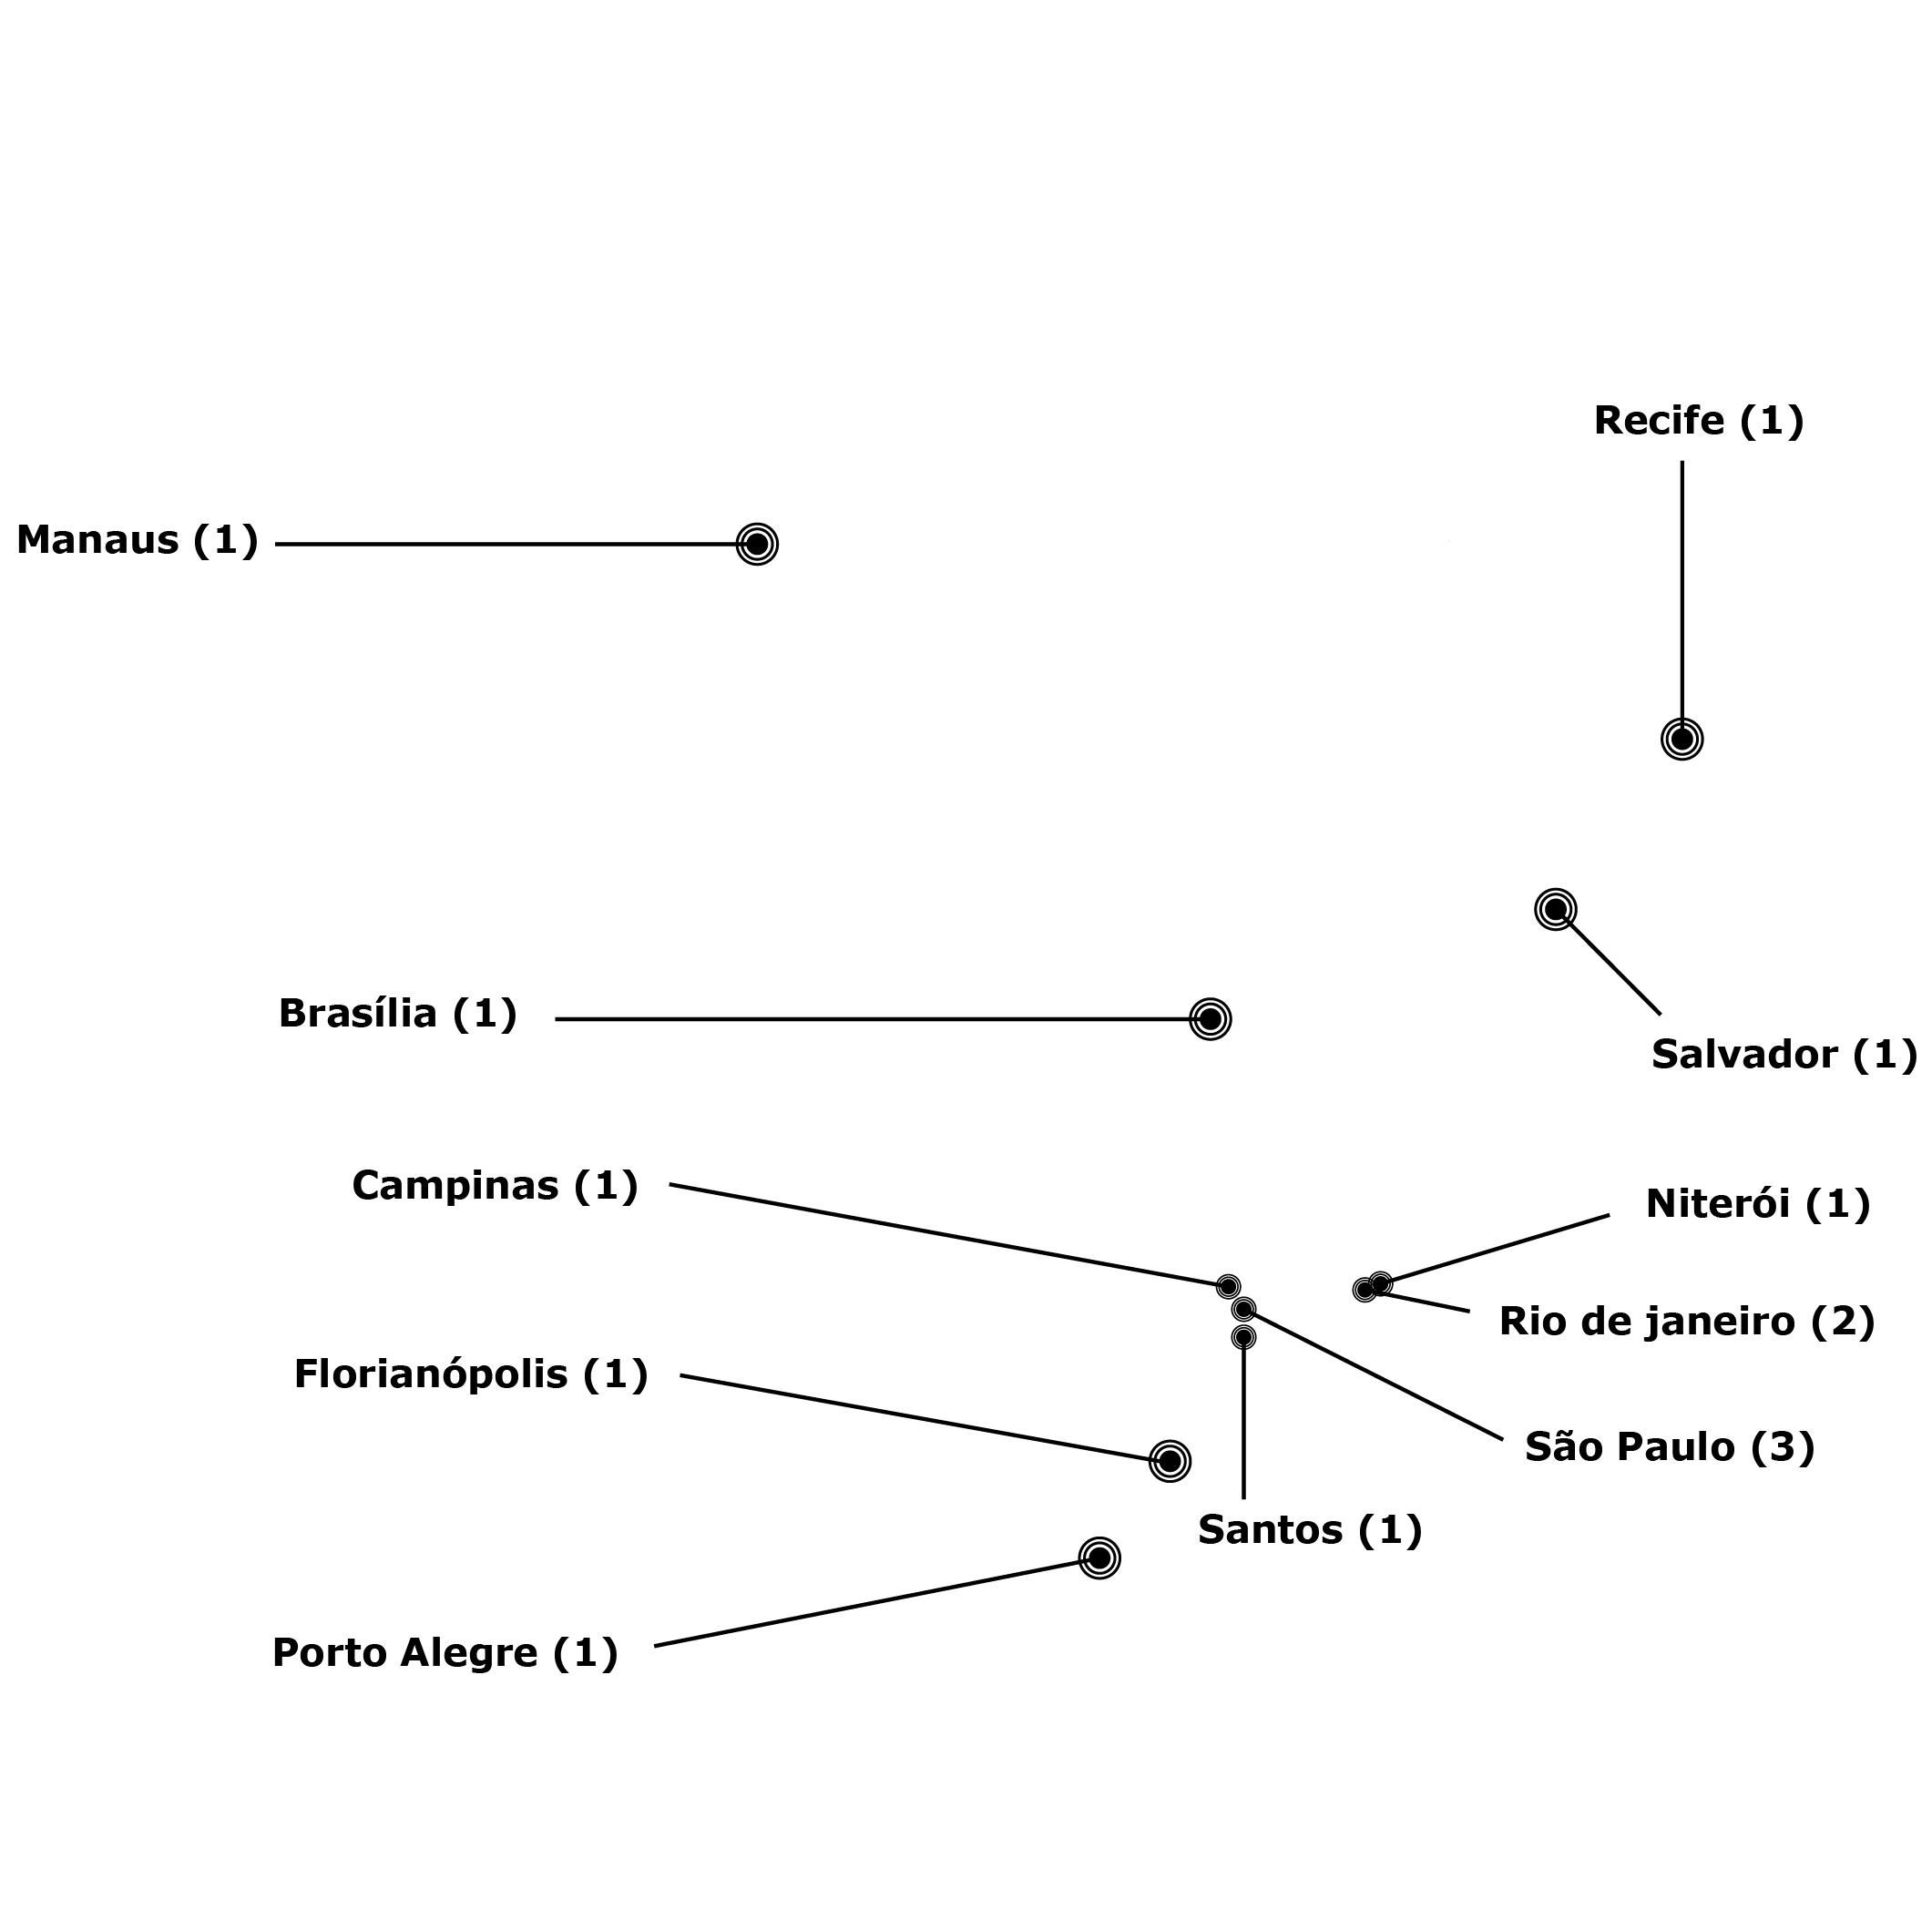 Recife (1)
Manaus (1)
Brasília (1)
Salvador (1)
Campinas (1)
Niterói (1)
Rio de janeiro (2)
Florianópolis (1)
São Paulo (3)
Santos (1)
Porto Alegre (1)